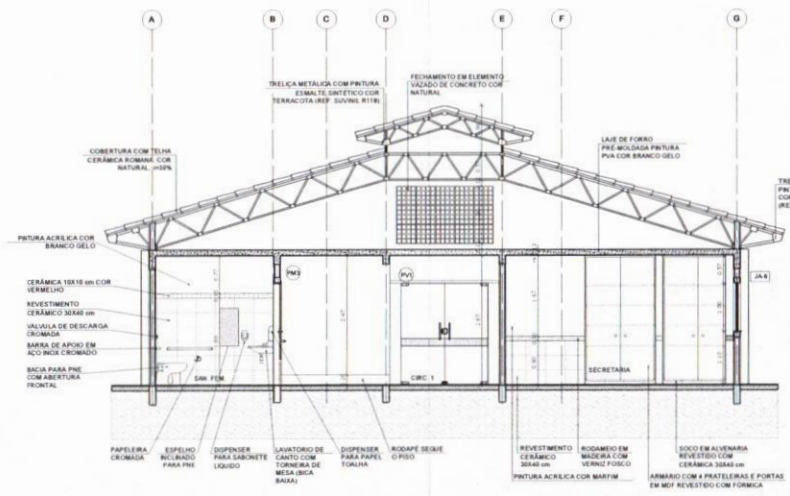 A
B
C
D
E
F
G
TRELIÇA METÁLICA COM PINTURA
ESMALTE SINTÉTICO COR
TERRACOTA (REF. SUVINIL R118)
FECHAMENTO EM ELEMENTO
VAZADO DE CONCRETO COR
NATURAL
COBERTURA COM TELHA
CERÂMICA ROMANA, COR
NATURAL, i=30%
LAJE DE FORRO
PRÉ-MOLDADA PINTURA
PVA COR BRANCO GELO
PINTURA ACRÍLICA COR
BRANCO GELO
CERÂMICA 10X10 cm COR
VERMELHO
REVESTIMENTO
CERÂMICO 30X40 cm
VÁLVULA DE DESCARGA
CROMADA
BARRA DE APOIO EM
AÇO INOX CROMADO
BACIA PARA PNE
COM ABERTURA
FRONTAL
PM3
PV1
JA-6
SAN. FEM.
CIRC. 1
SECRETARIA
PAPELEIRA
CROMADA
ESPELHO
INCLINADO
PARA PNE
DISPENSER
PARA SABONETE
LÍQUIDO
LAVATÓRIO DE
CANTO COM
TORNEIRA DE
MESA (BICA
BAIXA)
DISPENSER
PARA PAPEL
TOALHA
RODAPÉ SEGUE
O PISO
REVESTIMENTO
CERÂMICO
30X40 cm
PINTURA ACRÍLICA COR MARFIM
RODAMEIO EM
MADEIRA COM
VERNIZ FOSCO
SOCO EM ALVENARIA
REVESTIDO COM
CERÂMICA 30X40 cm
ARMÁRIO COM 4 PRATELEIRAS E PORTAS
EM MDF REVESTIDO COM FÓRMICA